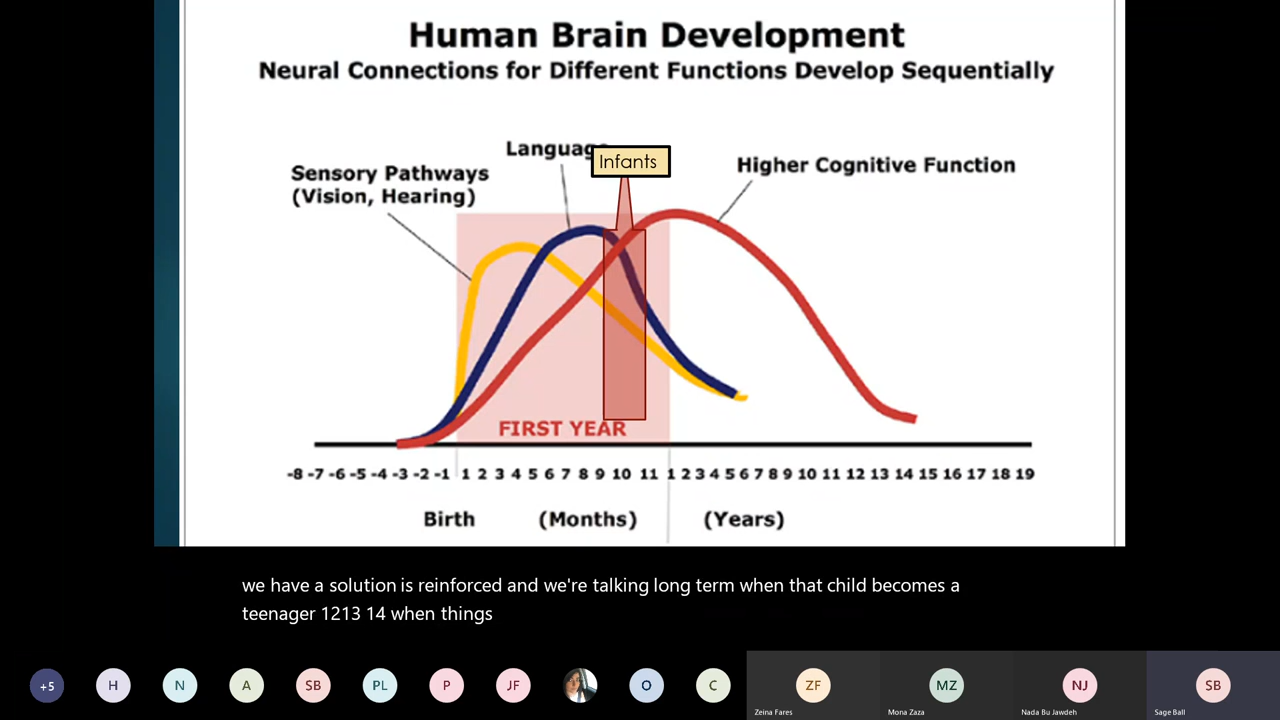 Human Brain Development
Neural Connections for Different Functions Develop Sequentially
Language
Infants
Sensory Pathways
(Vision, Hearing)
Higher Cognitive Function
FIRST YEAR
-8 -7 -6 -5 -4 -3 -2 -1 1 2 3 4 5 6 7 8 9 10 11 1 2 3 4 5 6 7 8 9 10 11 12 13 14 15 16 17 18 19
Birth (Months) (Years)
we have a solution is reinforced and we're talking long term when that child becomes a
teenager 1213 14 when things
+5 H N A SB PL P JF O C ZF MZ NJ SB
Zeina Fares Mona Zaza Nada Bu Jawdeh Sage Ball